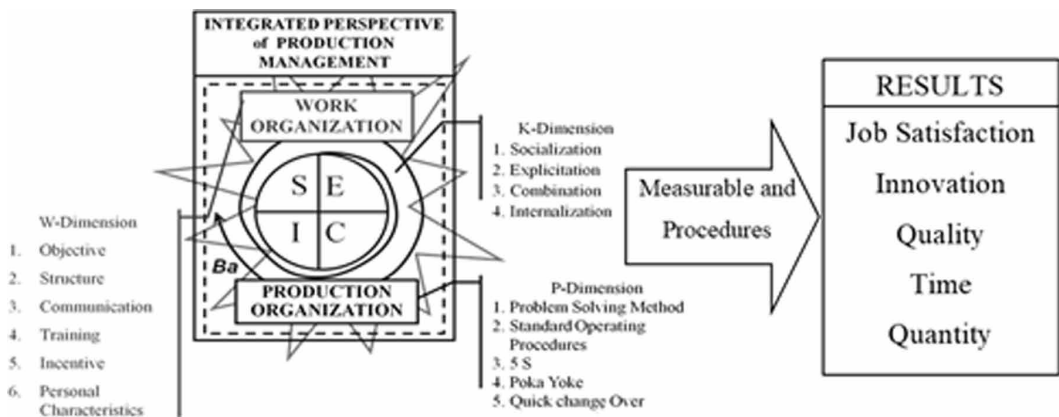 INTEGRATED PERSPECTIVE
of PRODUCTION
MANAGEMENT
WORK
ORGANIZATION
S E
I C
Ba
PRODUCTION
ORGANIZATION
W-Dimension
1. Objective
2. Structure
3. Communication
4. Training
5. Incentive
6. Personal
Characteristics
K-Dimension
1. Socialization
2. Explicitation
3. Combination
4. Internalization
P-Dimension
1. Problem Solving Method
2. Standard Operating
Procedures
3. 5 S
4. Poka Yoke
5. Quick change Over
Measurable and
Procedures
RESULTS
Job Satisfaction
Innovation
Quality
Time
Quantity